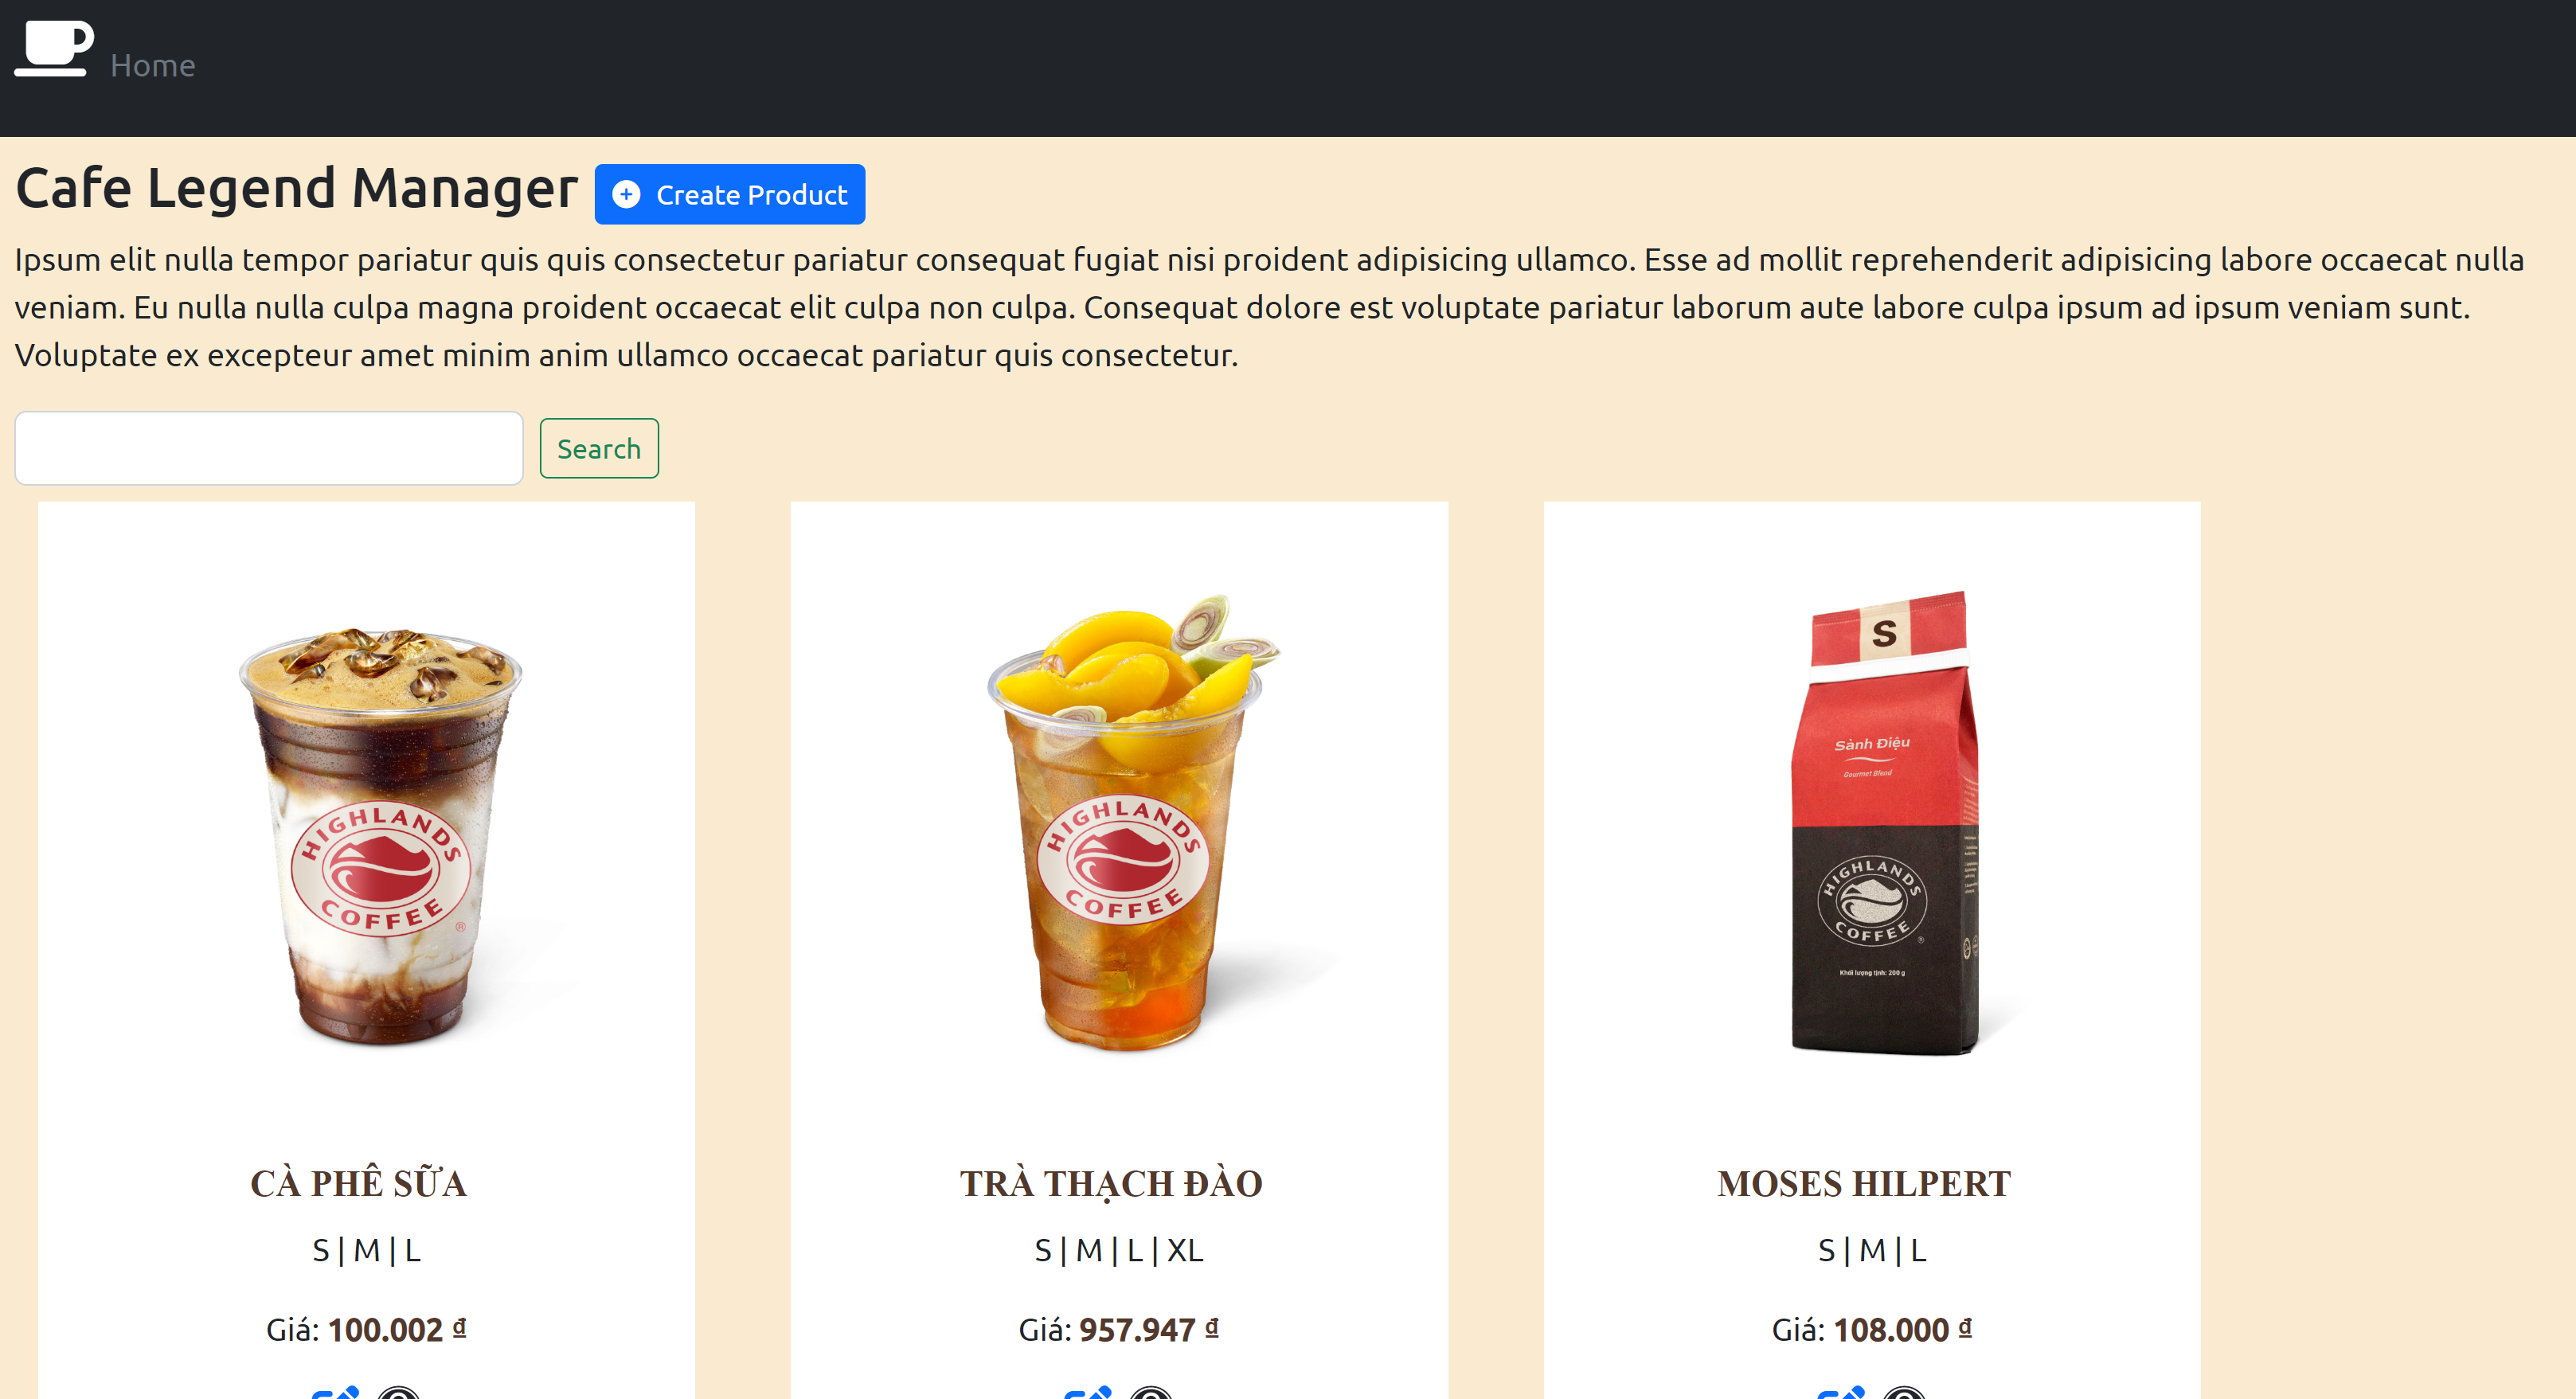 Home
Cafe Legend Manager
Create Product
Ipsum elit nulla tempor pariatur quis quis consectetur pariatur consequat fugiat nisi proident adipisicing ullamco. Esse ad mollit reprehenderit adipisicing labore occaecat nulla
veniam. Eu nulla nulla culpa magna proident occaecat elit culpa non culpa. Consequat dolore est voluptate pariatur laborum aute labore culpa ipsum ad ipsum veniam sunt.
Voluptate ex excepteur amet minim anim ullamco occaecat pariatur quis consectetur.
Search
HIGHLANDS
COFFEE
®
CÀ PHÊ SỮA
S | M | L
Giá: 100.002 ₫
HIGHLANDS
COFFEE
TRÀ THẠCH ĐÀO
S | M | L | XL
Giá: 957.947 ₫
S
Sành Điệu
Gourmet Blend
HIGHLANDS
COFFEE
®
Khối lượng tịnh: 200 g
MOSES HILPERT
S | M | L
Giá: 108.000 ₫